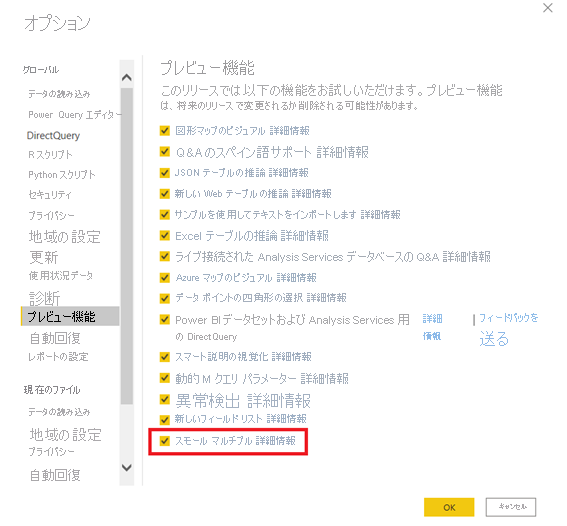 オプション
グローバル
データの読み込み
Power Query エディター
DirectQuery
R スクリプト
Python スクリプト
セキュリティ
プライバシー
地域の設定
更新
使用状況データ
診断
プレビュー機能
自動回復
レポートの設定
現在のファイル
データの読み込み
地域の設定
プライバシー
自動回復
プレビュー機能
このリリースでは以下の機能をお試しいただけます。プレビュー機能
は、将来のリリースで変更されるか削除される可能性があります。
図形マップのビジュアル 詳細情報
Q&A のスペイン語サポート 詳細情報
JSON テーブルの推論 詳細情報
新しい Web テーブルの推論 詳細情報
サンプルを使用してテキストをインポートします 詳細情報
Excel テーブルの推論 詳細情報
ライブ接続された Analysis Services データベースの Q&A 詳細情報
Azure マップのビジュアル 詳細情報
データ ポイントの四角形の選択 詳細情報
Power BI データセットおよび Analysis Services 用 詳細 | フィードバックを
の DirectQuery 情報 送る
スマート説明の視覚化 詳細情報
動的 M クエリ パラメーター 詳細情報
異常検出 詳細情報
新しいフィールド リスト 詳細情報
スモール マルチプル 詳細情報
OK キャンセル